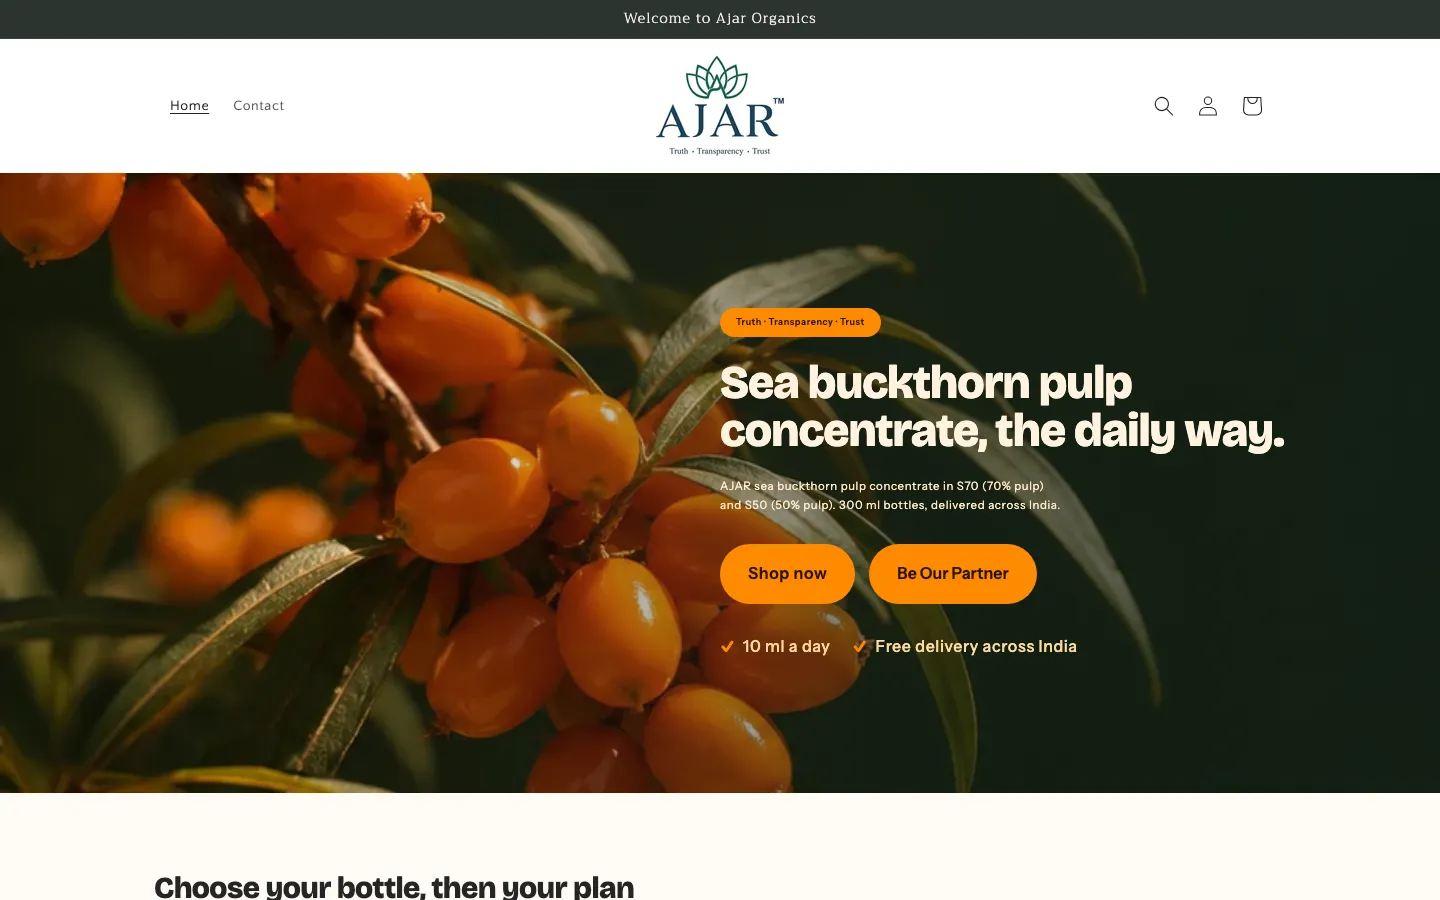 Welcome to Ajar Organics
Home
Contact
AJAR™
Truth • Transparency • Trust
Truth · Transparency · Trust
Sea buckthorn pulp
concentrate, the daily way.
AJAR sea buckthorn pulp concentrate in S70 (70% pulp)
and S50 (50% pulp). 300 ml bottles, delivered across India.
Shop now
Be Our Partner
10 ml a day
Free delivery across India
Choose your bottle, then your plan